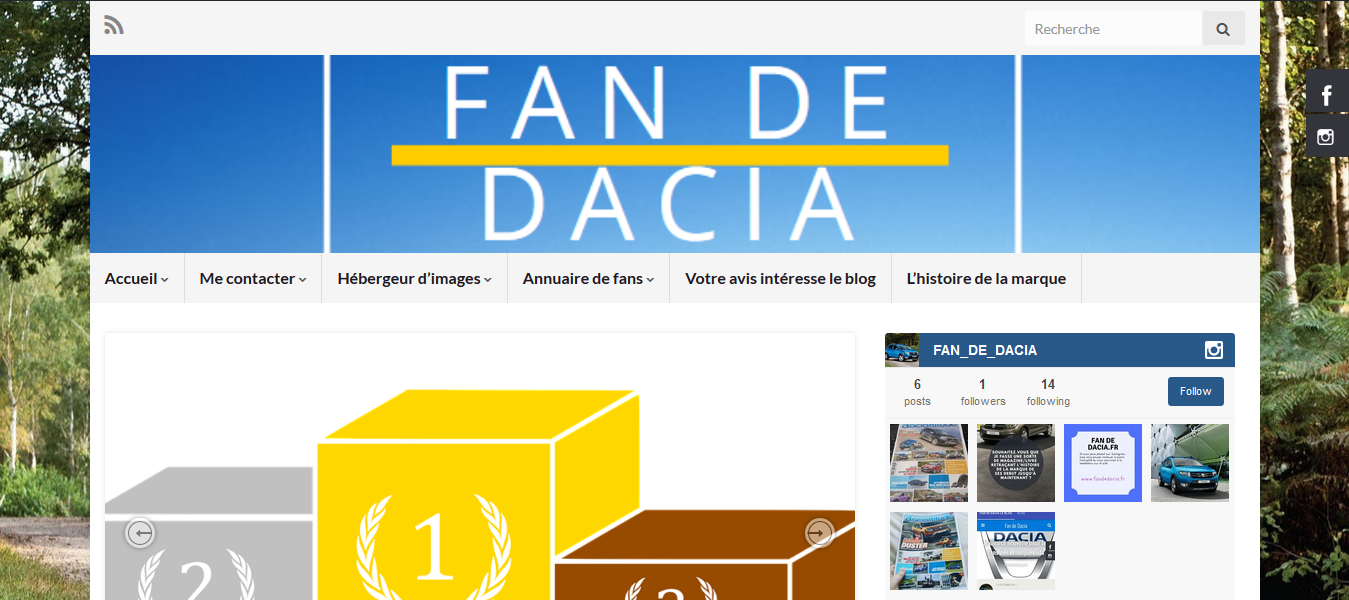 Recherche
FAN DE
DACIA
Accueil
Me contacter
Hébergeur d’images
Annuaire de fans
Votre avis intéresse le blog
L’histoire de la marque
FAN_DE_DACIA
6
posts
1
followers
14
following
Follow
SOUHAITEZ VOUS QUE
JE FASSE UNE SORTE
DE MAGAZINE/LIVRE
RETRAÇANT L'HISTOIRE
DE LA MARQUE DE
SES DEBUT JUSQU'A
MAINTENANT ?
FAN DE
DACIA.FR
www.fandedacia.fr
DUSTER
Fan de Dacia
DACIA
1
2
3